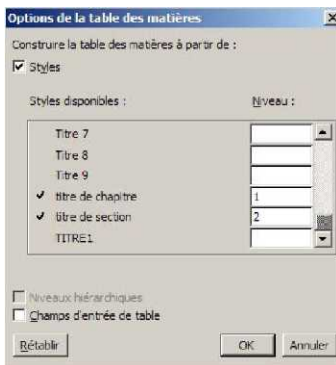 Options de la table des matières
Construire la table des matières à partir de :
Styles
Styles disponibles :
Niveau :
Titre 7
Titre 8
Titre 9
titre de chapitre 1
titre de section 2
TITRE1
Niveaux hiérarchiques
Champs d'entrée de table
Rétablir OK Annuler